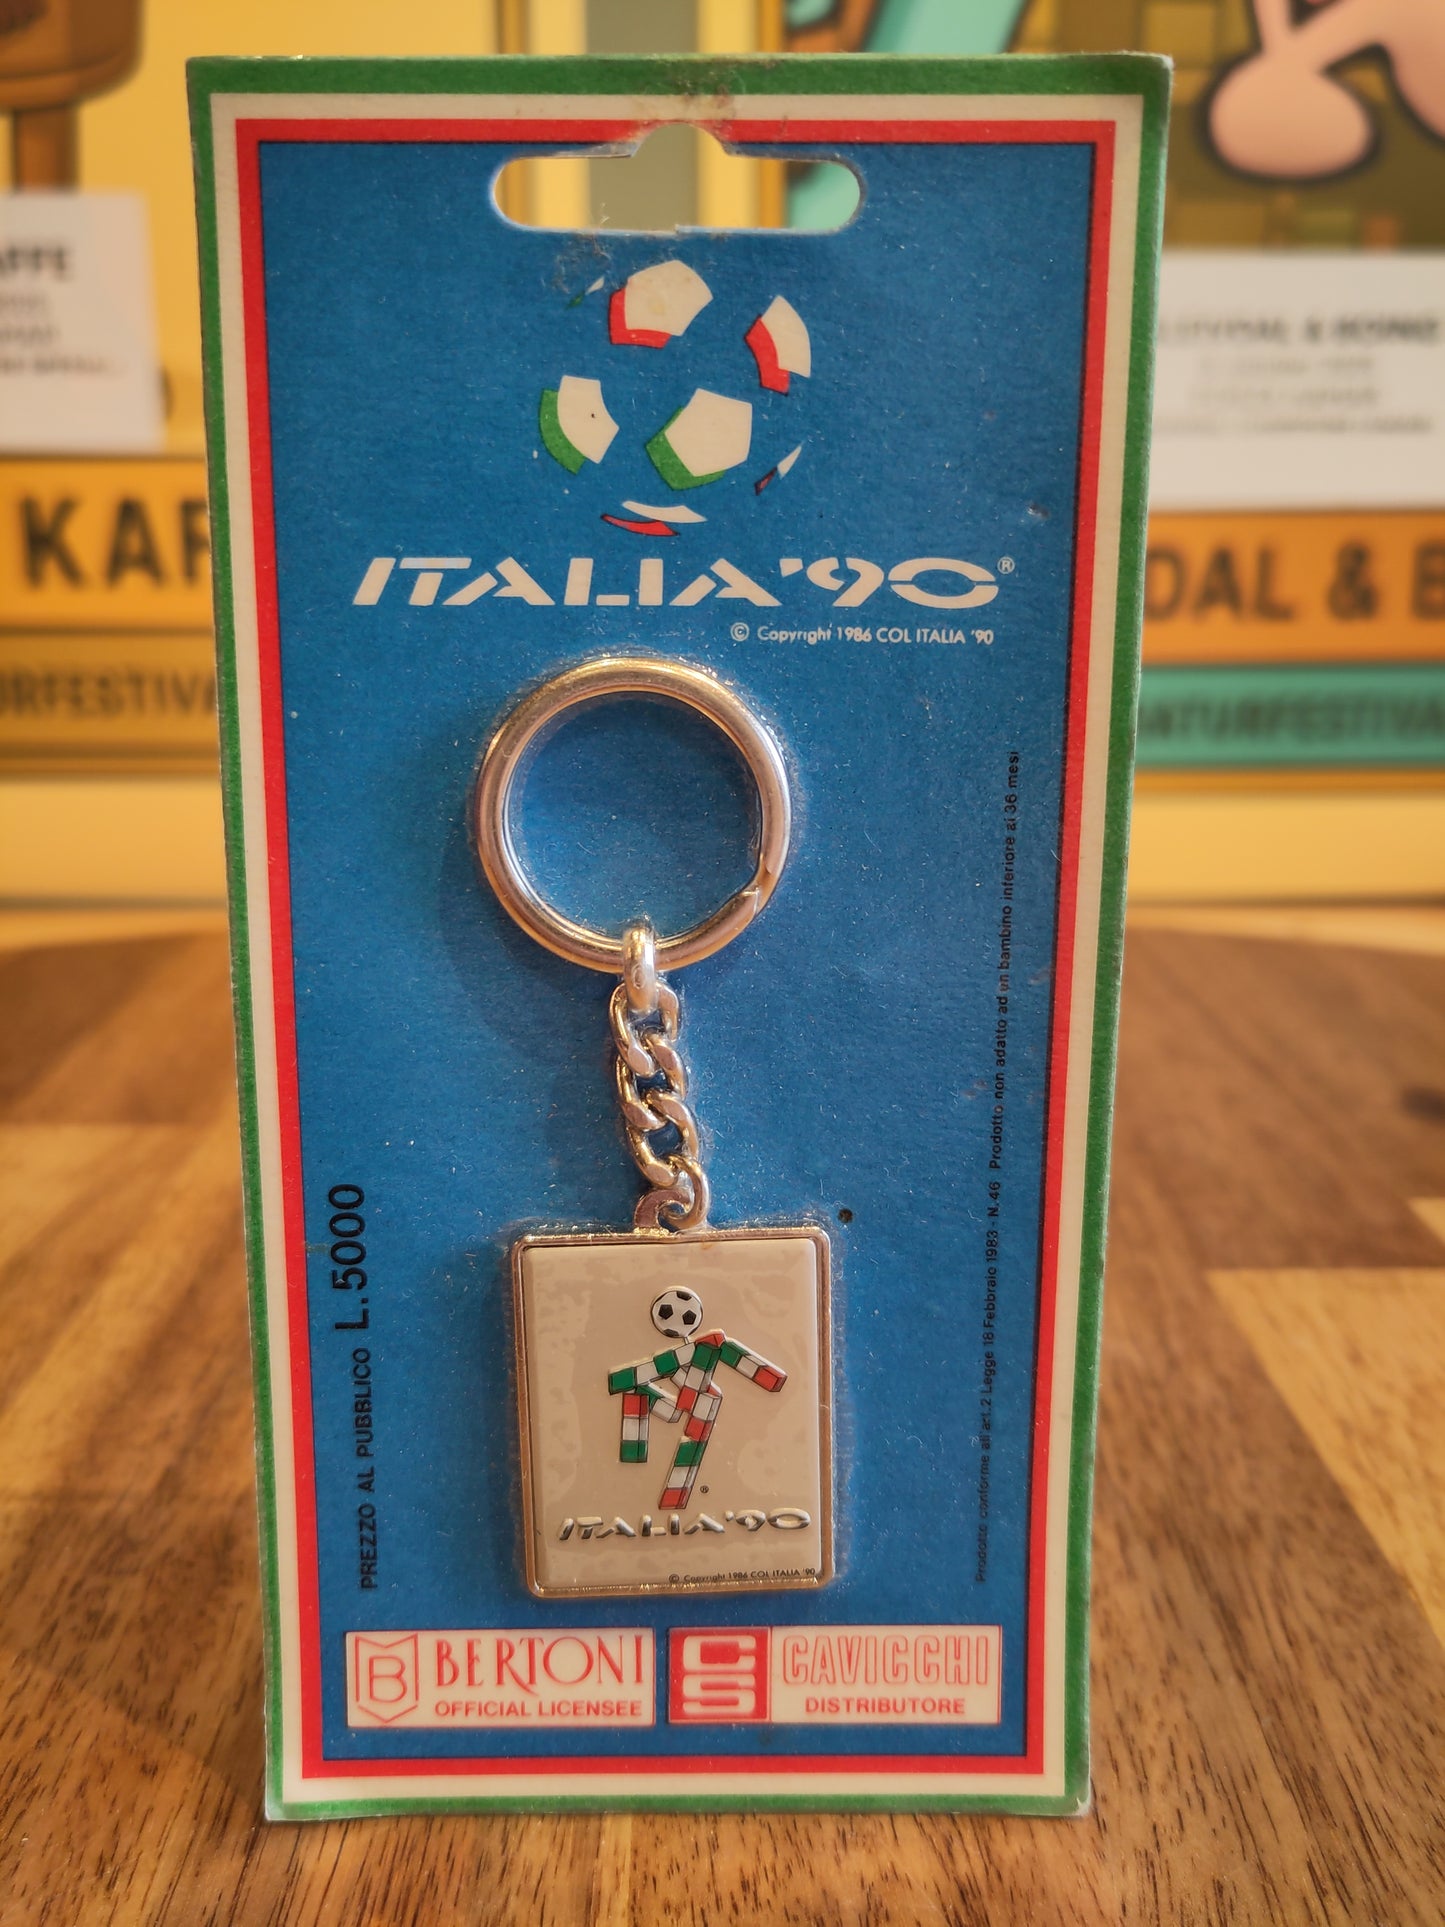 ITALIA'90®
© Copyright 1986 COL ITALIA '90
PREZZO AL PUBBLICO L.5000
Prodotto conforme all'art.2 Legge 18 Febbraio 1983 - N.46 Prodotto non adatto ad un bambino inferiore ai 36 mesi
®
ITALIA'90
© Copyright 1986 COL ITALIA '90
B BERTONI
OFFICIAL LICENSEE
CS CAVICCHI
DISTRIBUTORE
KAR
DAL & B